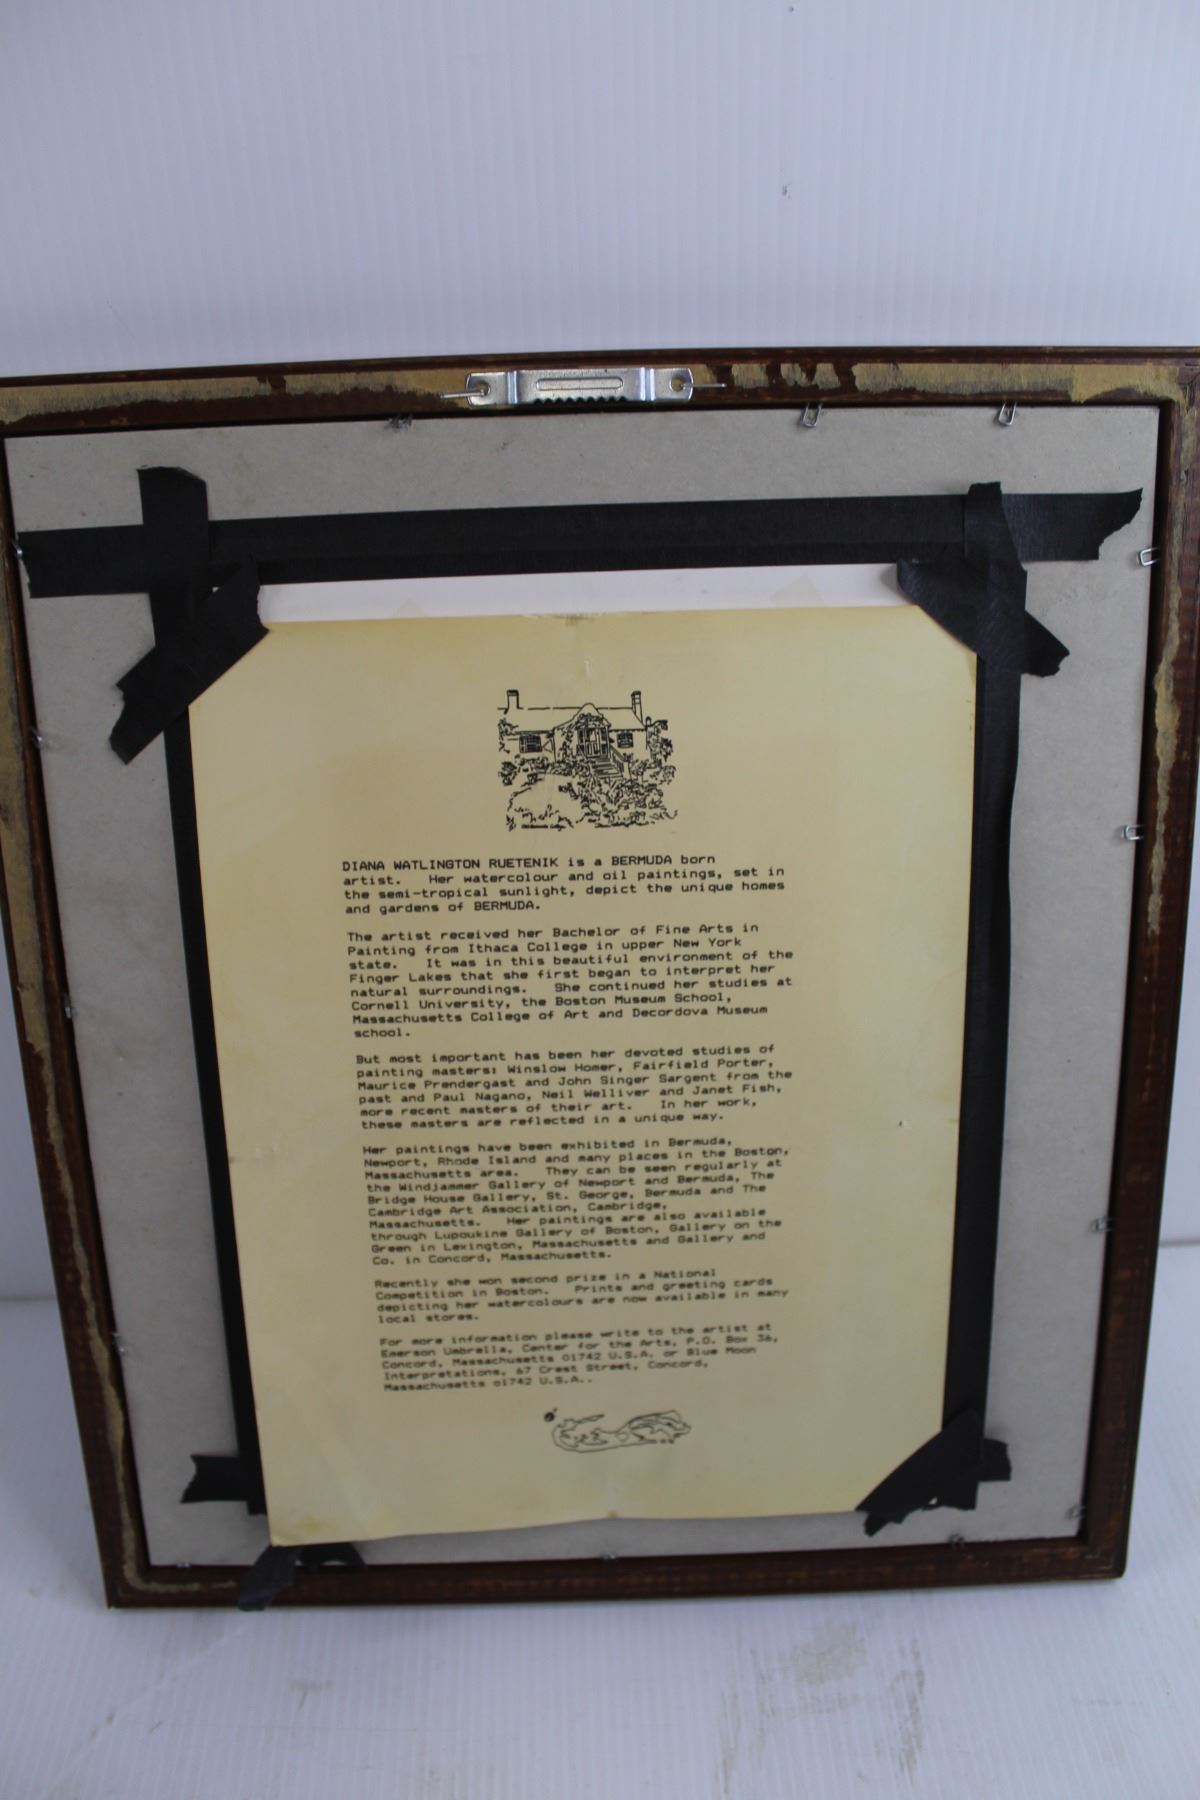 DIANA WATLINGTON RUETENIK is a BERMUDA born
artist. Her watercolour and oil paintings, set in
the semi-tropical sunlight, depict the unique homes
and gardens of BERMUDA.
The artist received her Bachelor of Fine Arts in
Painting from Ithaca College in upper New York
state. It was in this beautiful environment of the
Finger Lakes that she first began to interpret her
natural surroundings. She continued her studies at
Cornell University, the Boston Museum School,
Massachusetts College of Art and Decordova Museum
school.
But most important has been her devoted studies of
painting masters: Winslow Homer, Fairfield Porter,
Maurice Prendergast and John Singer Sargent from the
past and Paul Nagano, Neil Welliver and Janet Fish,
more recent masters of their art. In her work,
these masters are reflected in a unique way.
Her paintings have been exhibited in Bermuda,
Newport, Rhode Island and many places in the Boston,
Massachusetts area. They can be seen regularly at
the Windjammer Gallery of Newport and Bermuda, The
Bridge House Gallery, St. George, Bermuda and The
Cambridge Art Association, Cambridge,
Massachusetts. Her paintings are also available
through Lupoukine Gallery of Boston, Gallery on the
Green in Lexington, Massachusetts and Gallery and
Co. in Concord, Massachusetts.
Recently she won second prize in a National
Competition in Boston. Prints and greeting cards
depicting her watercolours are now available in many
local stores.
For more information please write to the artist at
Emerson Umbrella, Center for the Arts, P.O. Box 36,
Concord, Massachusetts 01742 U.S.A. or Blue Moon
Interpretations, 67 Crest Street, Concord,
Massachusetts 01742 U.S.A..